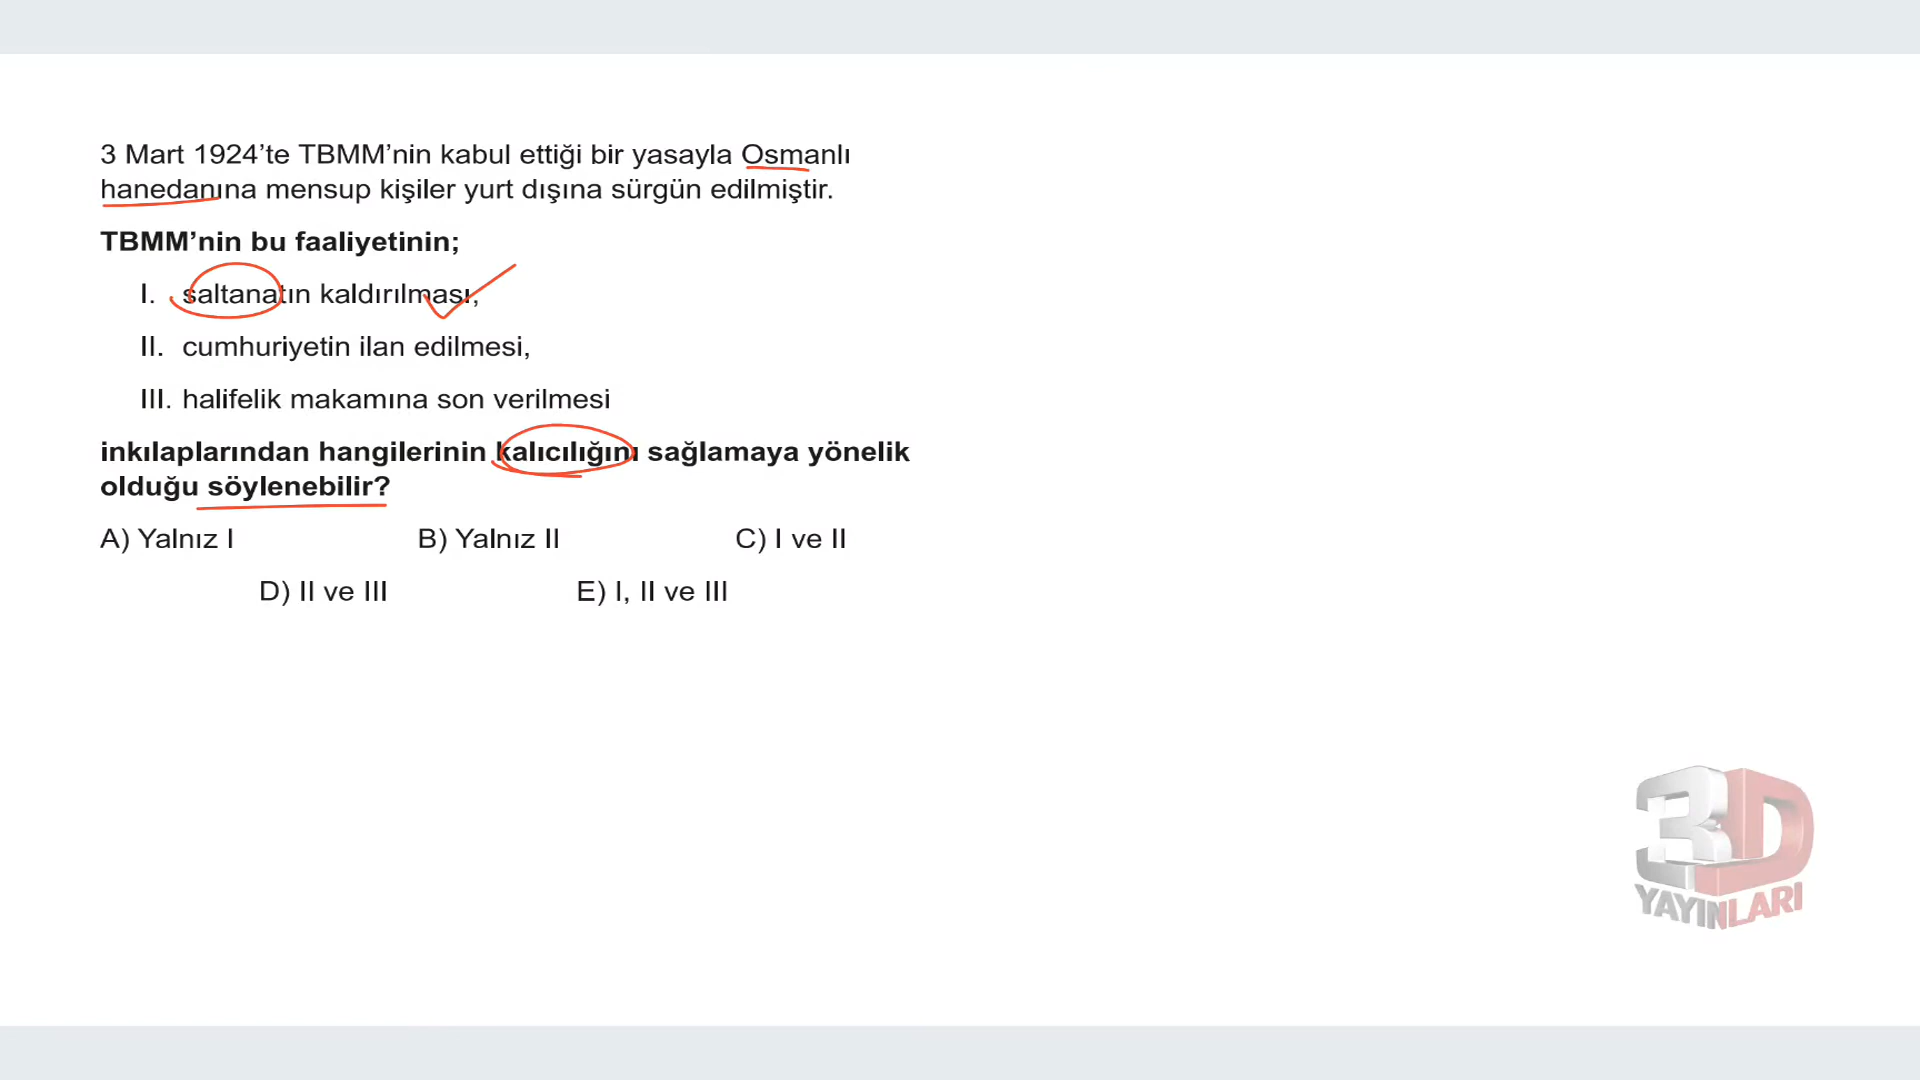 3 Mart 1924’te TBMM’nin kabul ettiği bir yasayla Osmanlı
hanedanına mensup kişiler yurt dışına sürgün edilmiştir.
TBMM’nin bu faaliyetinin;
I. saltanatın kaldırılması,
II. cumhuriyetin ilan edilmesi,
III. halifelik makamına son verilmesi
inkılaplarından hangilerinin kalıcılığını sağlamaya yönelik
olduğu söylenebilir?
A) Yalnız I B) Yalnız II C) I ve II
D) II ve III E) I, II ve III
3D
YAYINLARI